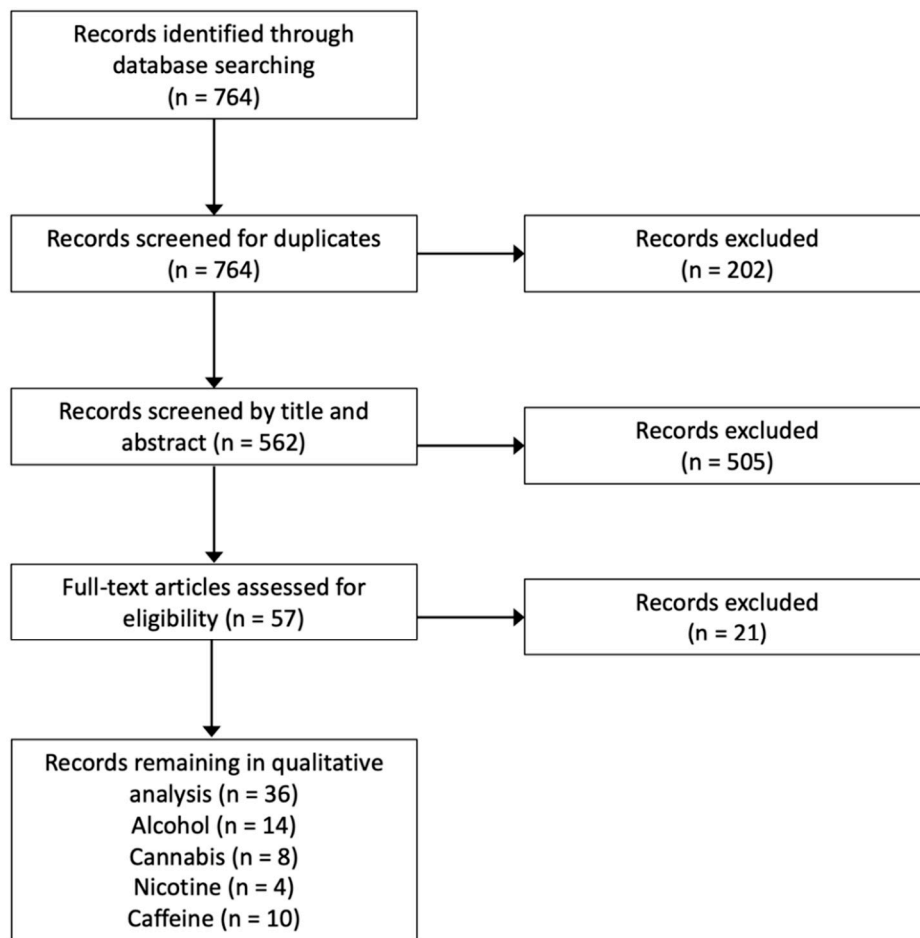 Records identified through
database searching
(n = 764)
Records screened for duplicates
(n = 764)
Records excluded
(n = 202)
Records screened by title and
abstract (n = 562)
Records excluded
(n = 505)
Full-text articles assessed for
eligibility (n = 57)
Records excluded
(n = 21)
Records remaining in qualitative
analysis (n = 36)
Alcohol (n = 14)
Cannabis (n = 8)
Nicotine (n = 4)
Caffeine (n = 10)